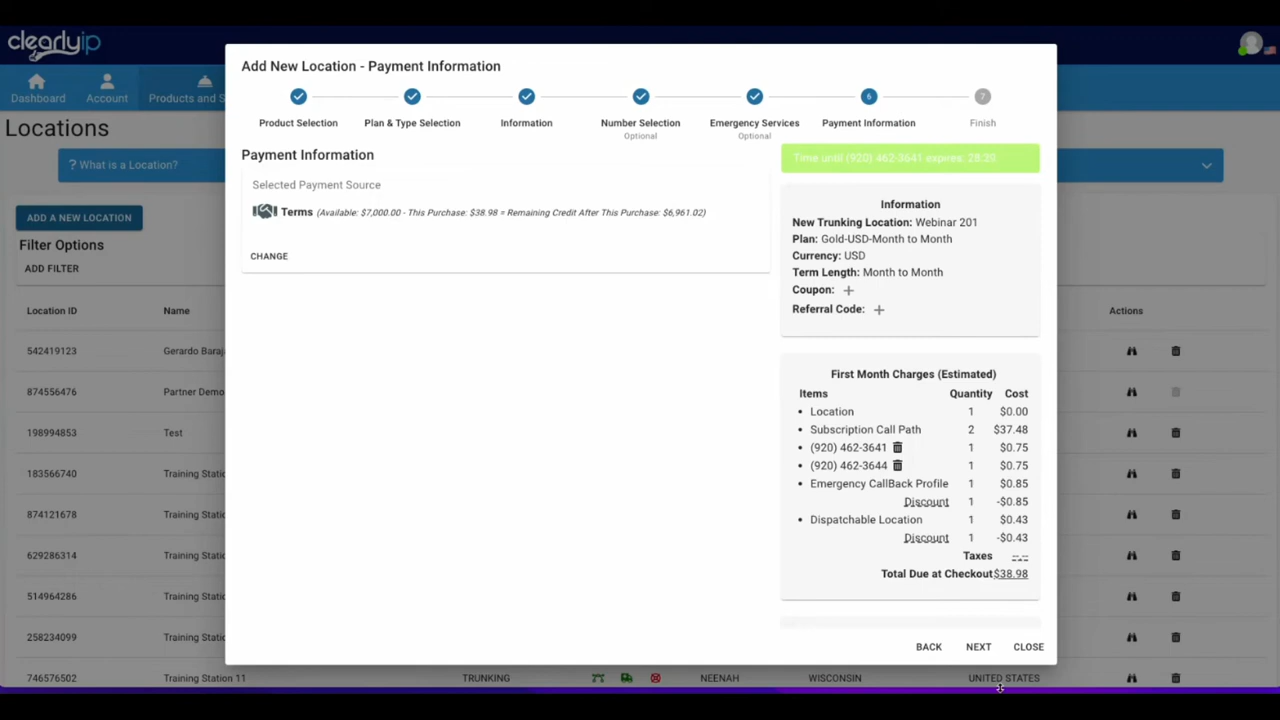 clearlyip
Dashboard
Account
Products and S
Locations
? What is a Location?
ADD A NEW LOCATION
Filter Options
ADD FILTER
Location ID Name Actions
542419123 Gerardo Baraj
874556476 Partner Demo
198994853 Test
183566740 Training Statio
874121678 Training Statio
629286314 Training Statio
514964286 Training Statio
258234099 Training Statio
746576502 Training Station 11 TRUNKING NEENAH WISCONSIN UNITED STATES
Add New Location - Payment Information
Product Selection
Plan & Type Selection
Information
Number Selection
Optional
Emergency Services
Optional
6
Payment Information
7
Finish
Payment Information
Selected Payment Source
Terms (Available: $7,000.00 - This Purchase: $38.98 = Remaining Credit After This Purchase: $6,961.02)
CHANGE
Time until (920) 462-3641 expires: 28:29
Information
New Trunking Location: Webinar 201
Plan: Gold-USD-Month to Month
Currency: USD
Term Length: Month to Month
Coupon: +
Referral Code: +
First Month Charges (Estimated)
Items Quantity Cost
• Location 1 $0.00
• Subscription Call Path 2 $37.48
• (920) 462-3641 1 $0.75
• (920) 462-3644 1 $0.75
• Emergency CallBack Profile 1 $0.85
Discount 1 -$0.85
• Dispatchable Location 1 $0.43
Discount 1 -$0.43
Taxes --.--
Total Due at Checkout $38.98
BACK NEXT CLOSE